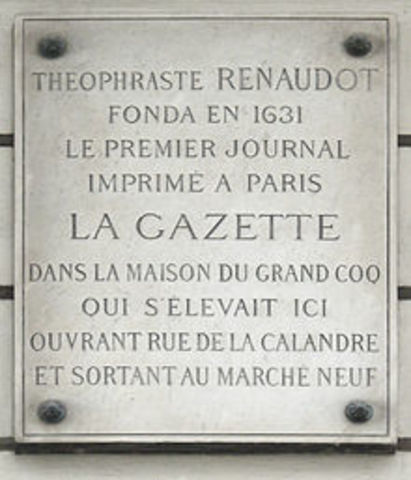 THEOPHRASTE RENAUDOT
FONDA EN 1631
LE PREMIER JOURNAL
IMPRIMÉ A PARIS
LA GAZETTE
DANS LA MAISON DU GRAND COQ
QUI S'ÉLEVAIT ICI
OUVRANT RUE DE LA CALANDRE
ET SORTANT AU MARCHÉ NEUF